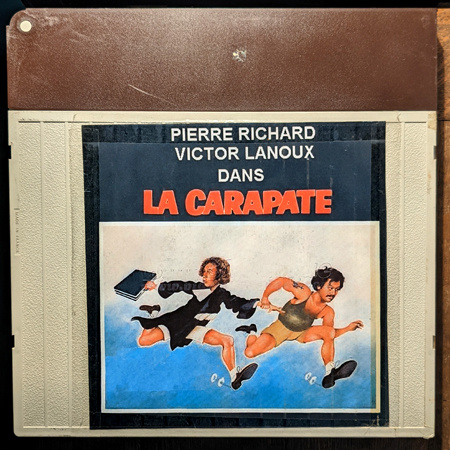 PIERRE RICHARD
VICTOR LANOUX
DANS
LA CARAPATE